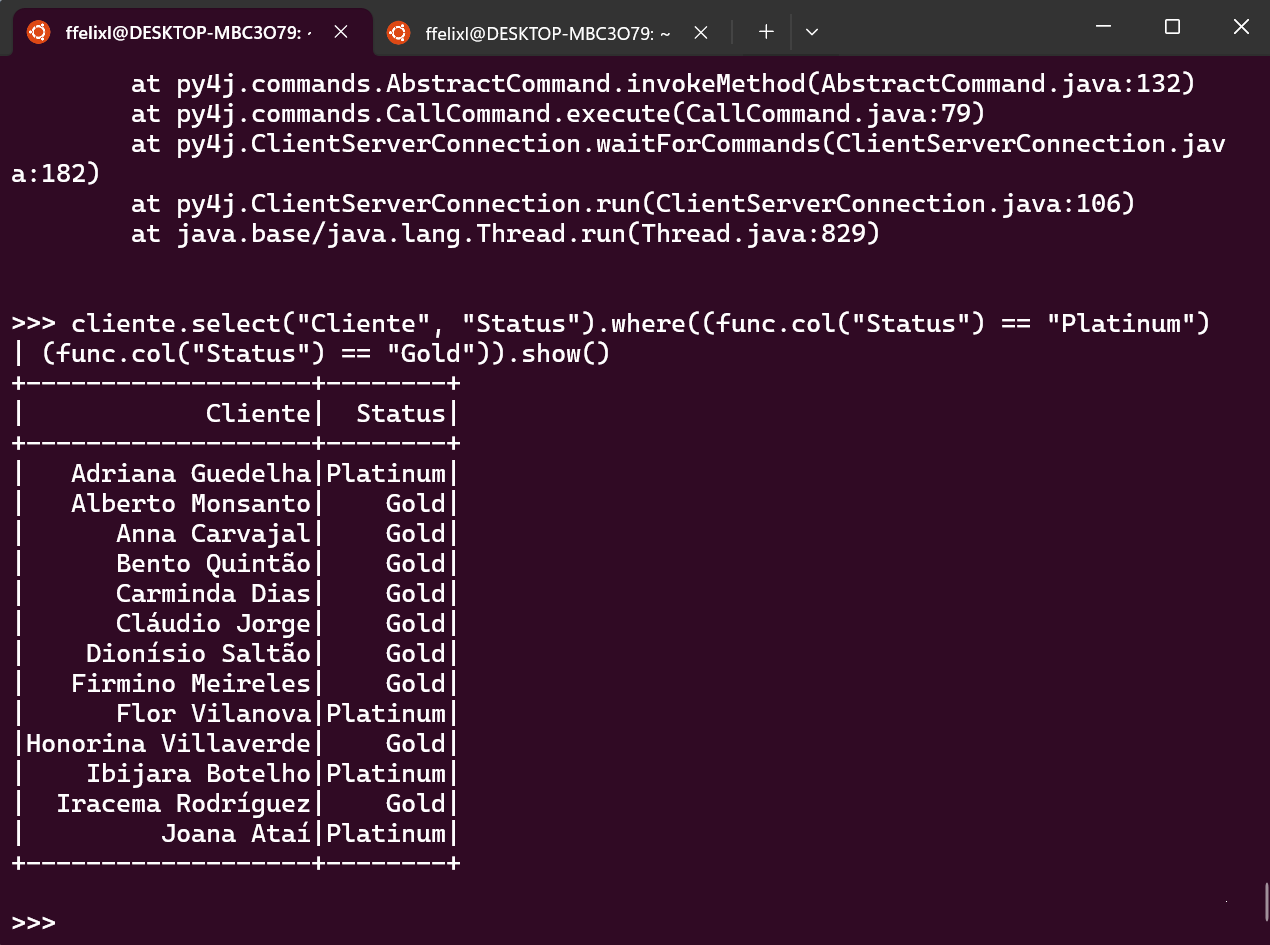 ffelixl@DESKTOP-MBC3O79: ~ ffelixl@DESKTOP-MBC3O79: ~
        at py4j.commands.AbstractCommand.invokeMethod(AbstractCommand.java:132)
        at py4j.commands.CallCommand.execute(CallCommand.java:79)
        at py4j.ClientServerConnection.waitForCommands(ClientServerConnection.jav
a:182)
        at py4j.ClientServerConnection.run(ClientServerConnection.java:106)
        at java.base/java.lang.Thread.run(Thread.java:829)
>>> cliente.select("Cliente", "Status").where((func.col("Status") == "Platinum")
| (func.col("Status") == "Gold")).show()
+-------------------+--------+
|            Cliente|  Status|
+-------------------+--------+
|   Adriana Guedelha|Platinum|
|   Alberto Monsanto|    Gold|
|      Anna Carvajal|    Gold|
|      Bento Quintão|    Gold|
|      Carminda Dias|    Gold|
|      Cláudio Jorge|    Gold|
|    Dionísio Saltão|    Gold|
|   Firmino Meireles|    Gold|
|      Flor Vilanova|Platinum|
|Honorina Villaverde|    Gold|
|    Ibijara Botelho|Platinum|
|  Iracema Rodríguez|    Gold|
|         Joana Ataí|Platinum|
+-------------------+--------+
>>>